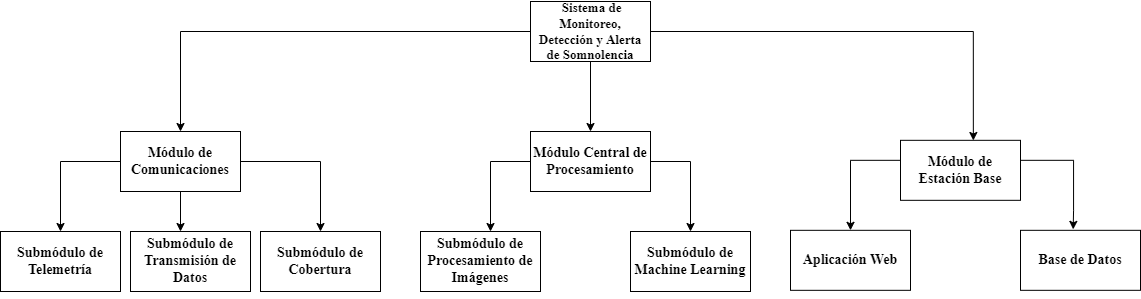 Sistema de
Monitoreo,
Detección y Alerta
de Somnolencia
Módulo de
Comunicaciones
Módulo Central de
Procesamiento
Módulo de
Estación Base
Submódulo de
Telemetría
Submódulo de
Transmisión de
Datos
Submódulo de
Cobertura
Submódulo de
Procesamiento de
Imágenes
Submódulo de
Machine Learning
Aplicación Web
Base de Datos